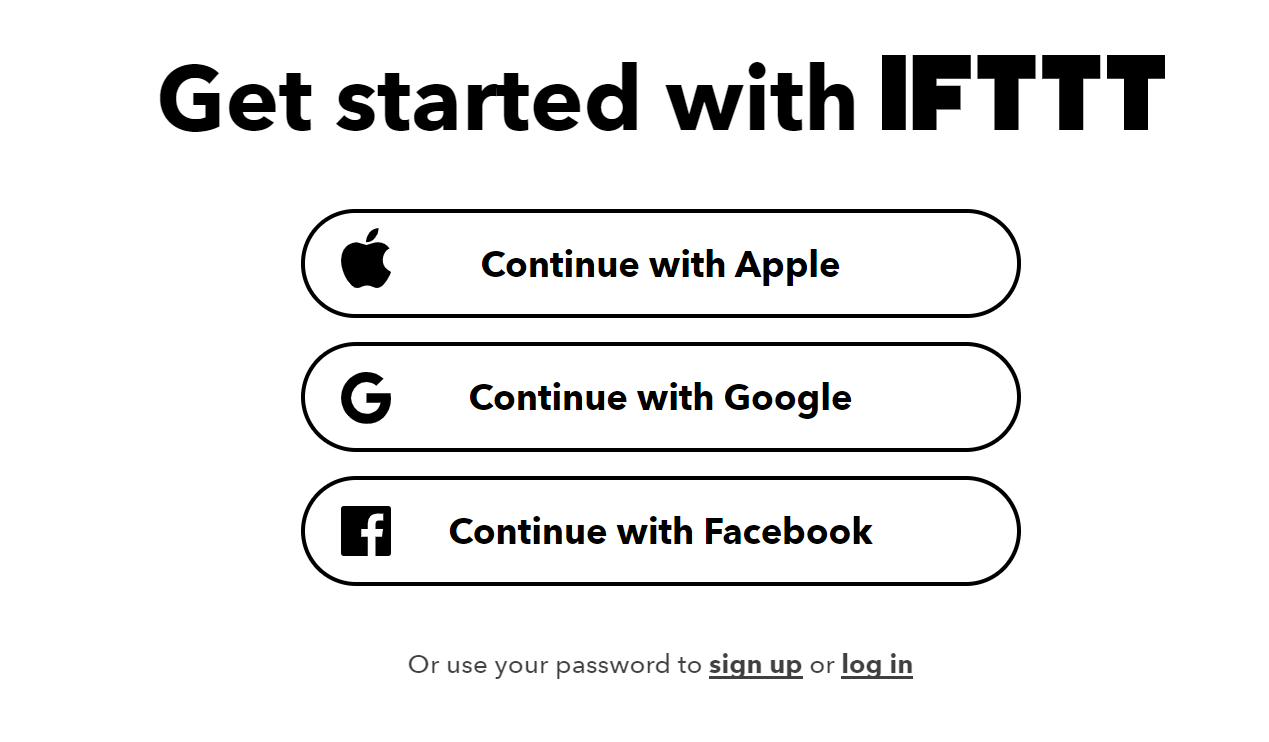 Get started with IFTTT
Continue with Apple
Continue with Google
Continue with Facebook
Or use your password to sign up or log in